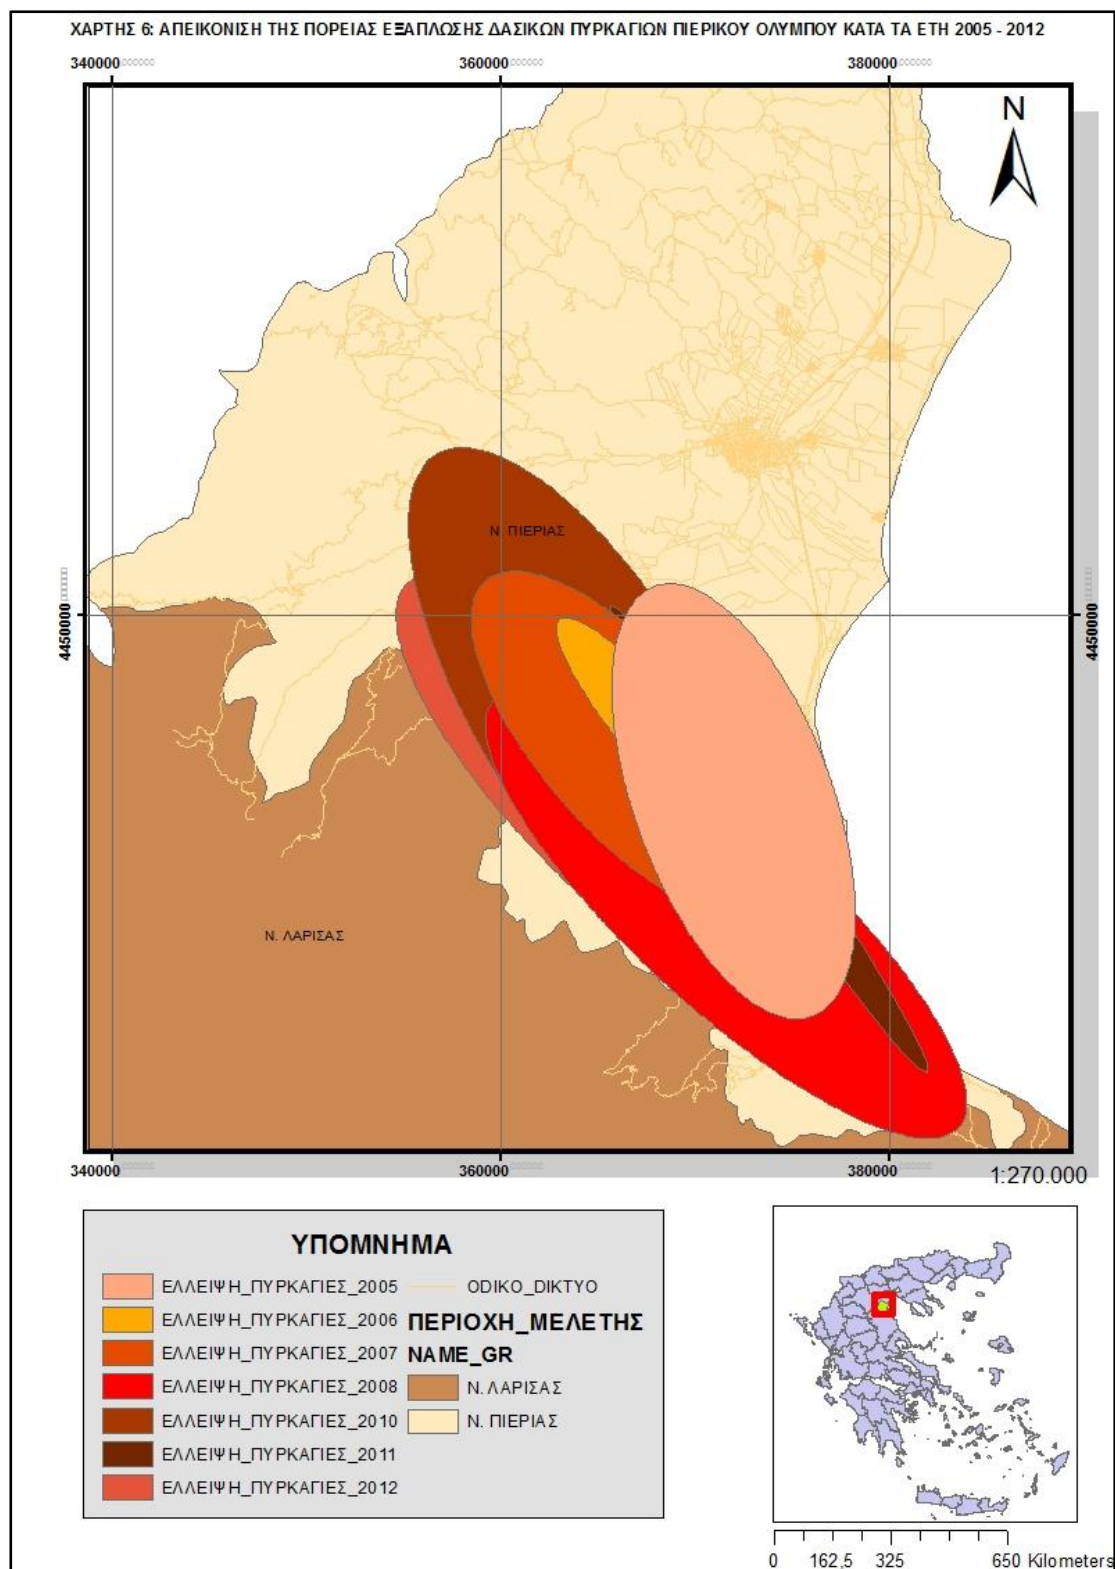 ΧΑΡΤΗΣ 6: ΑΠΕΙΚΟΝΙΣΗ ΤΗΣ ΠΟΡΕΙΑΣ ΕΞΑΠΛΩΣΗΣ ΔΑΣΙΚΩΝ ΠΥΡΚΑΓΙΩΝ ΠΙΕΡΙΚΟΥ ΟΛΥΜΠΟΥ ΚΑΤΑ ΤΑ ΕΤΗ 2005 - 2012
340000 360000 380000
N
Ν. ΠΙΕΡΙΑΣ
4450000 4450000
Ν. ΛΑΡΙΣΑΣ
340000 360000 380000
1:270.000
ΥΠΟΜΝΗΜΑ
ΕΛΛΕΙΨΗ_ΠΥΡΚΑΓΙΕΣ_2005 ODIKO_DIKTYO
ΕΛΛΕΙΨΗ_ΠΥΡΚΑΓΙΕΣ_2006 ΠΕΡΙΟΧΗ_ΜΕΛΕΤΗΣ
ΕΛΛΕΙΨΗ_ΠΥΡΚΑΓΙΕΣ_2007 NAME_GR
ΕΛΛΕΙΨΗ_ΠΥΡΚΑΓΙΕΣ_2008 Ν. ΛΑΡΙΣΑΣ
ΕΛΛΕΙΨΗ_ΠΥΡΚΑΓΙΕΣ_2010 Ν. ΠΙΕΡΙΑΣ
ΕΛΛΕΙΨΗ_ΠΥΡΚΑΓΙΕΣ_2011
ΕΛΛΕΙΨΗ_ΠΥΡΚΑΓΙΕΣ_2012
0 162,5 325 650 Kilometers